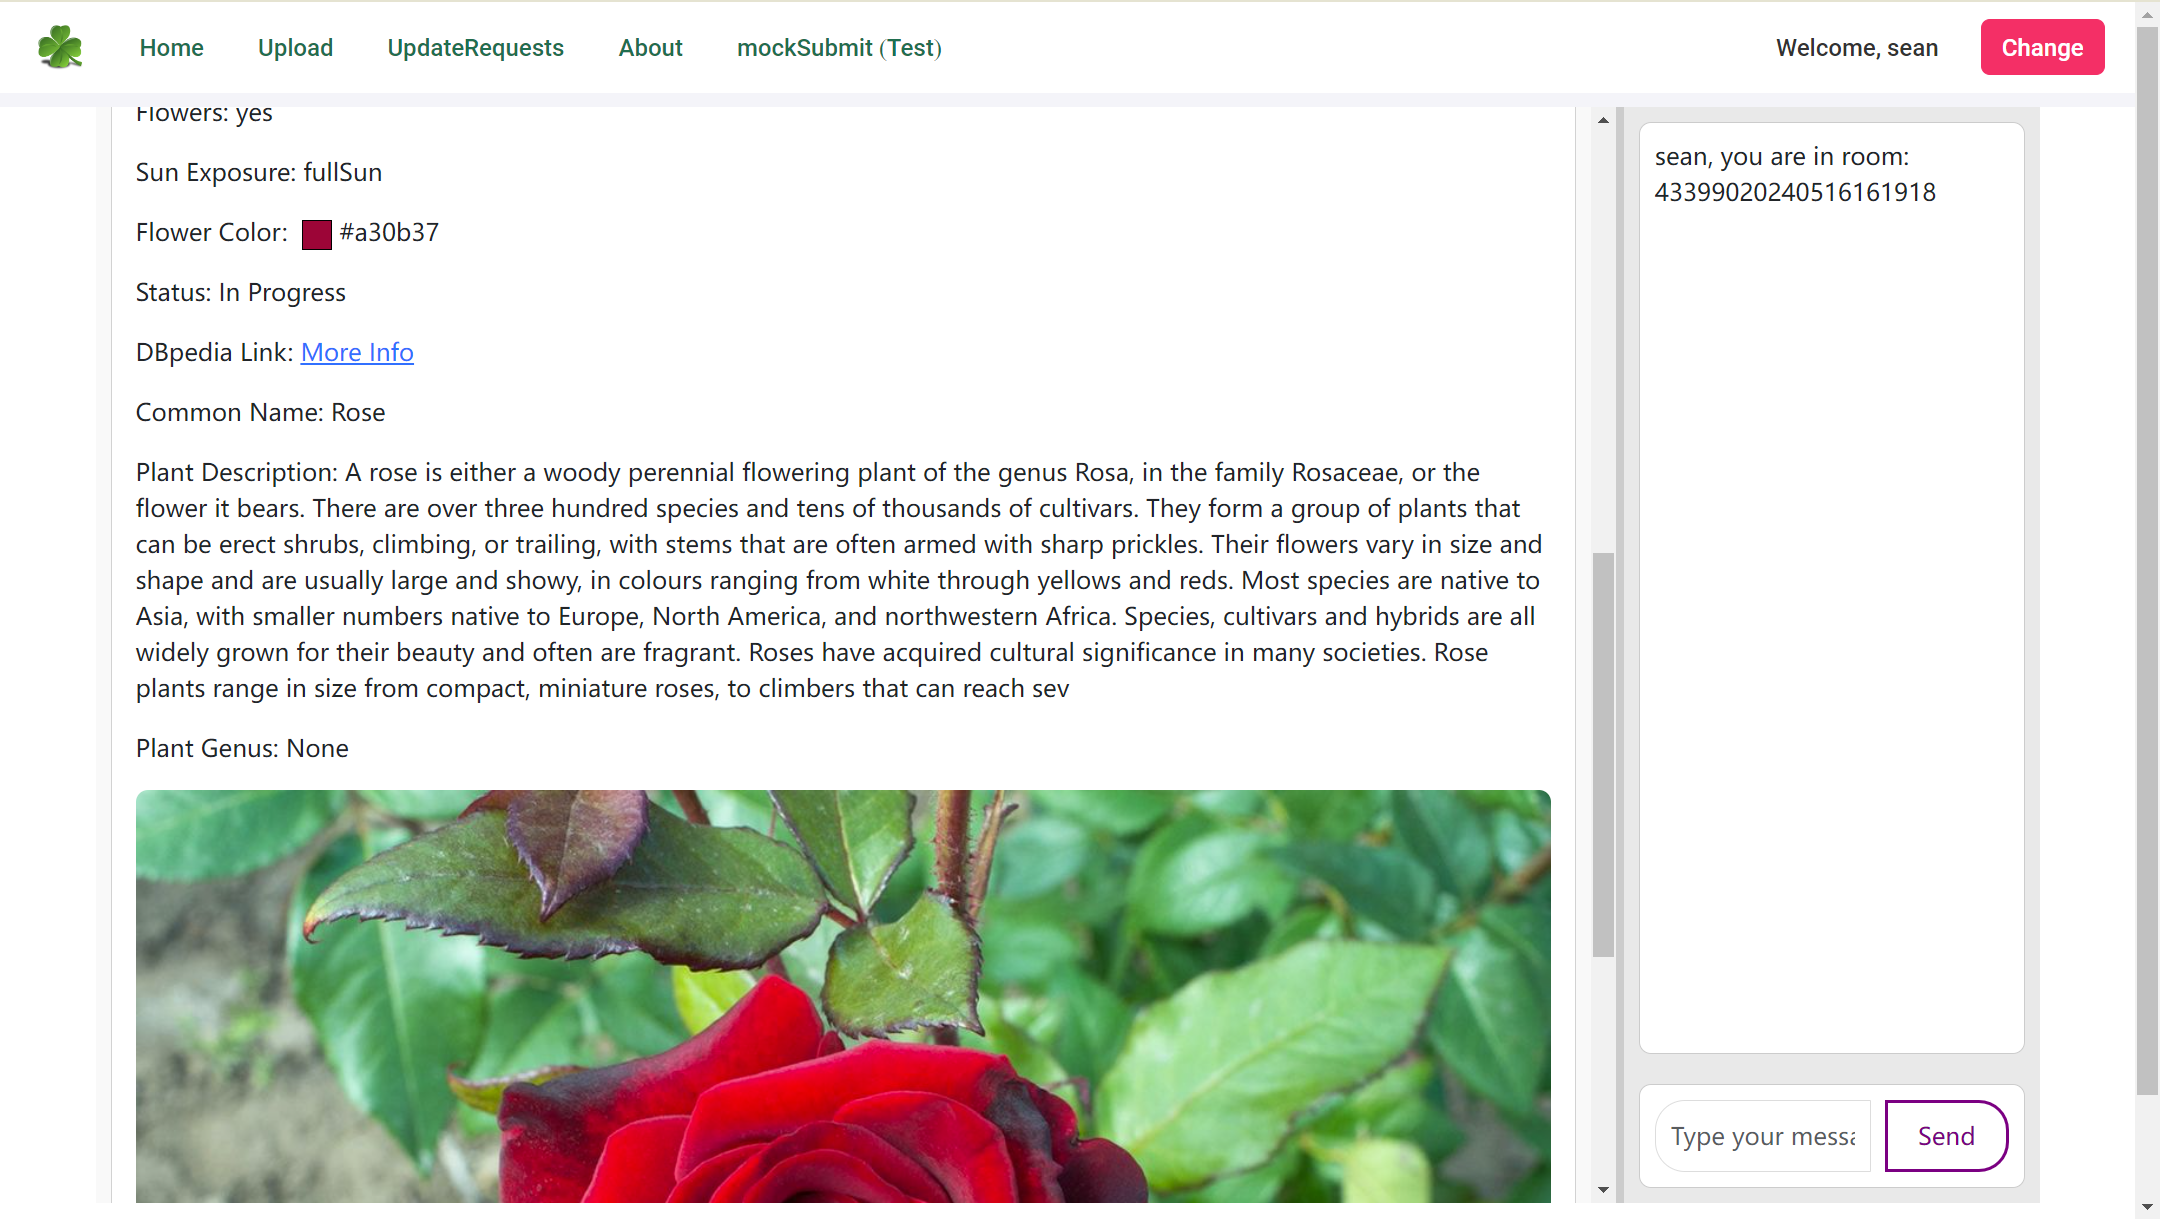 Home Upload UpdateRequests About mockSubmit (Test) Welcome, sean Change
Flowers: yes
Sun Exposure: fullSun
Flower Color: #a30b37
Status: In Progress
DBpedia Link: More Info
Common Name: Rose
Plant Description: A rose is either a woody perennial flowering plant of the genus Rosa, in the family Rosaceae, or the
flower it bears. There are over three hundred species and tens of thousands of cultivars. They form a group of plants that
can be erect shrubs, climbing, or trailing, with stems that are often armed with sharp prickles. Their flowers vary in size and
shape and are usually large and showy, in colours ranging from white through yellows and reds. Most species are native to
Asia, with smaller numbers native to Europe, North America, and northwestern Africa. Species, cultivars and hybrids are all
widely grown for their beauty and often are fragrant. Roses have acquired cultural significance in many societies. Rose
plants range in size from compact, miniature roses, to climbers that can reach sev
Plant Genus: None
sean, you are in room:
43399020240516161918
Type your messa
Send